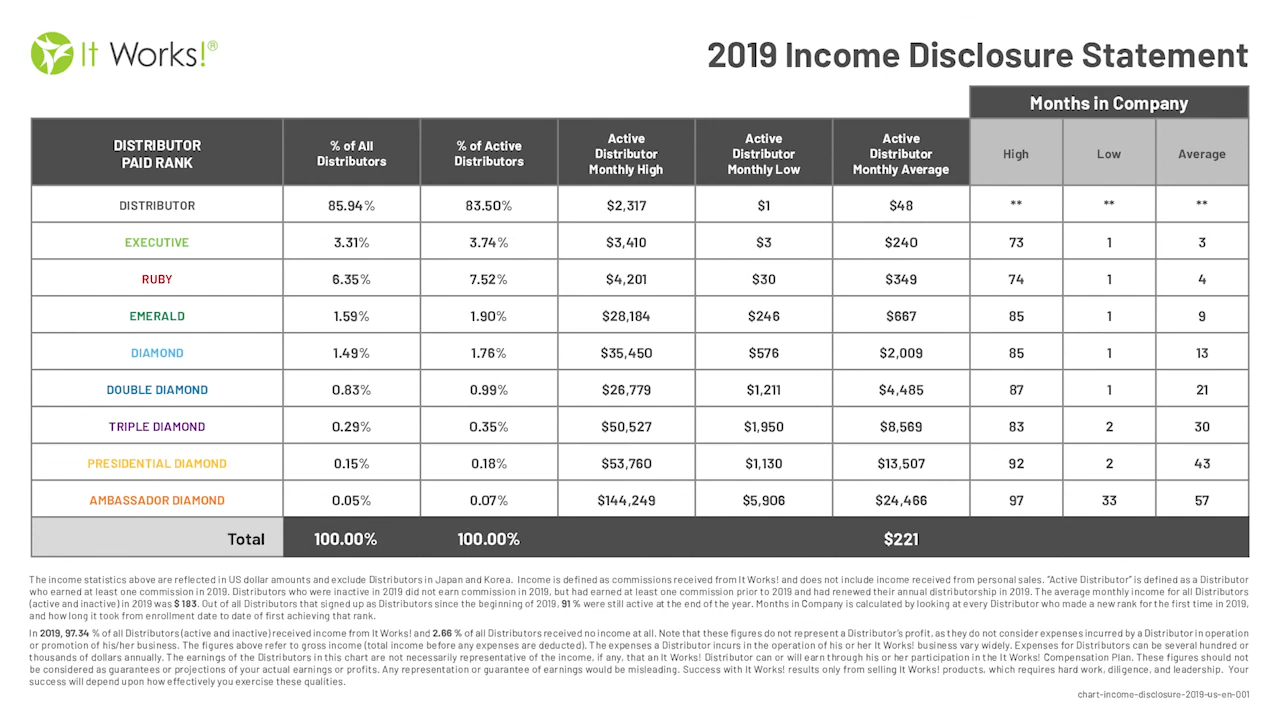 It Works!®
2019 Income Disclosure Statement
Months in Company
DISTRIBUTOR PAID RANK
% of All Distributors
% of Active Distributors
Active Distributor Monthly High
Active Distributor Monthly Low
Active Distributor Monthly Average
High
Low
Average
DISTRIBUTOR 85.94% 83.50% $2,317 $1 $48 ** ** **
EXECUTIVE 3.31% 3.74% $3,410 $3 $240 73 1 3
RUBY 6.35% 7.52% $4,201 $30 $349 74 1 4
EMERALD 1.59% 1.90% $28,184 $246 $667 85 1 9
DIAMOND 1.49% 1.76% $35,450 $576 $2,009 85 1 13
DOUBLE DIAMOND 0.83% 0.99% $26,779 $1,211 $4,485 87 1 21
TRIPLE DIAMOND 0.29% 0.35% $50,527 $1,950 $8,569 83 2 30
PRESIDENTIAL DIAMOND 0.15% 0.18% $53,760 $1,130 $13,507 92 2 43
AMBASSADOR DIAMOND 0.05% 0.07% $144,249 $5,906 $24,466 97 33 57
Total 100.00% 100.00% $221
The income statistics above are reflected in US dollar amounts and exclude Distributors in Japan and Korea. Income is defined as commissions received from It Works! and does not include income received from personal sales. "Active Distributor" is defined as a Distributor
who earned at least one commission in 2019. Distributors who were inactive in 2019 did not earn commission in 2019, but had earned at least one commission prior to 2019 and had renewed their annual distributorship in 2019. The average monthly income for all Distributors
(active and inactive) in 2019 was $ 183. Out of all Distributors that signed up as Distributors since the beginning of 2019, 91 % were still active at the end of the year. Months in Company is calculated by looking at every Distributor who made a new rank for the first time in 2019,
and how long it took from enrollment date to date of first achieving that rank.
In 2019, 97.34 % of all Distributors (active and inactive) received income from It Works! and 2.66 % of all Distributors received no income at all. Note that these figures do not represent a Distributor's profit, as they do not consider expenses incurred by a Distributor in operation
or promotion of his/her business. The figures above refer to gross income (total income before any expenses are deducted). The expenses a Distributor incurs in the operation of his or her It Works! business vary widely. Expenses for Distributors can be several hundred or
thousands of dollars annually. The earnings of the Distributors in this chart are not necessarily representative of the income, if any, that an It Works! Distributor can or will earn through his or her participation in the It Works! Compensation Plan. These figures should not
be considered as guarantees or projections of your actual earnings or profits. Any representation or guarantee of earnings would be misleading. Success with It Works! results only from selling It Works! products, which requires hard work, diligence, and leadership. Your
success will depend upon how effectively you exercise these qualities.
chart-income-disclosure-2019-us-en-001